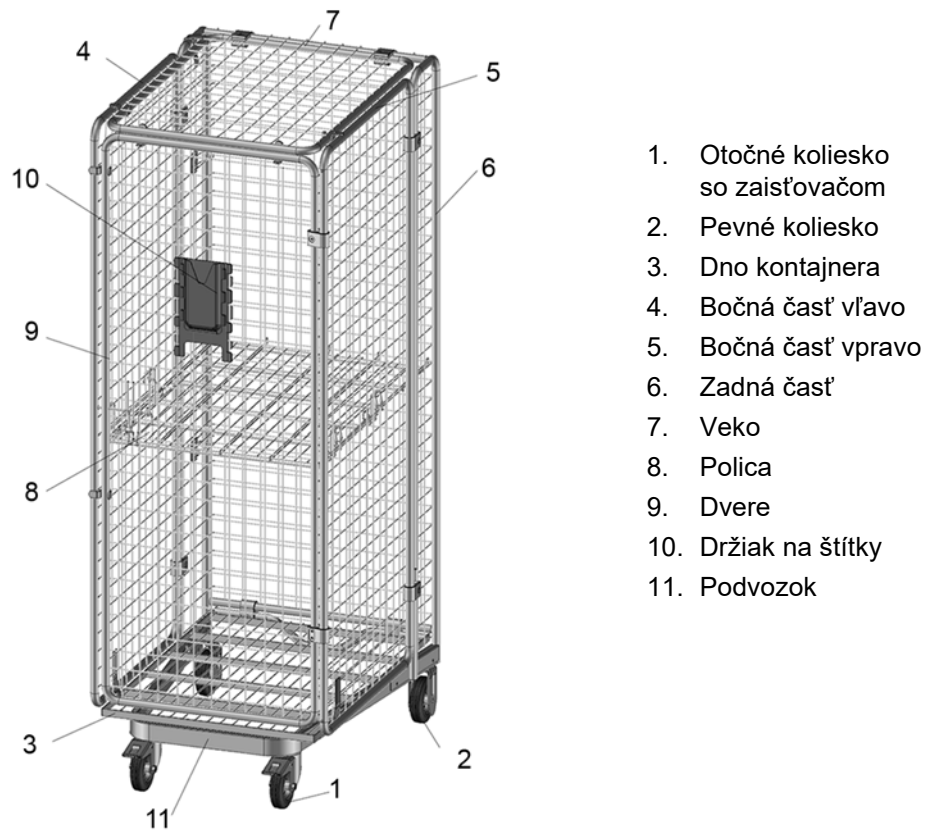 7
4
5
10
6
9
8
3
2
1
11
1. Otočné koliesko
so zaisťovačom
2. Pevné koliesko
3. Dno kontajnera
4. Bočná časť vľavo
5. Bočná časť vpravo
6. Zadná časť
7. Veko
8. Polica
9. Dvere
10. Držiak na štítky
11. Podvozok